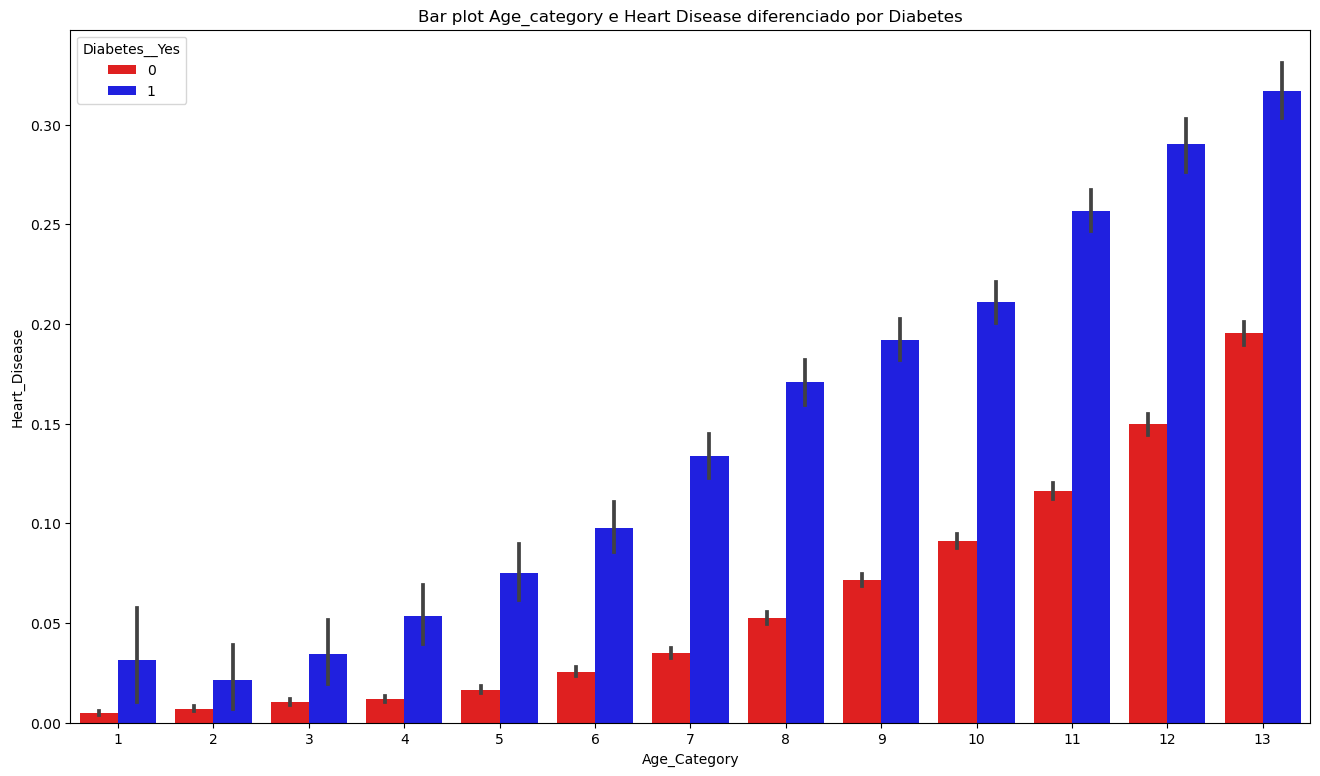 Bar plot Age_category e Heart Disease diferenciado por Diabetes
Diabetes__Yes
0
1
Heart_Disease
0.30
0.25
0.20
0.15
0.10
0.05
0.00
1 2 3 4 5 6 7 8 9 10 11 12 13
Age_Category